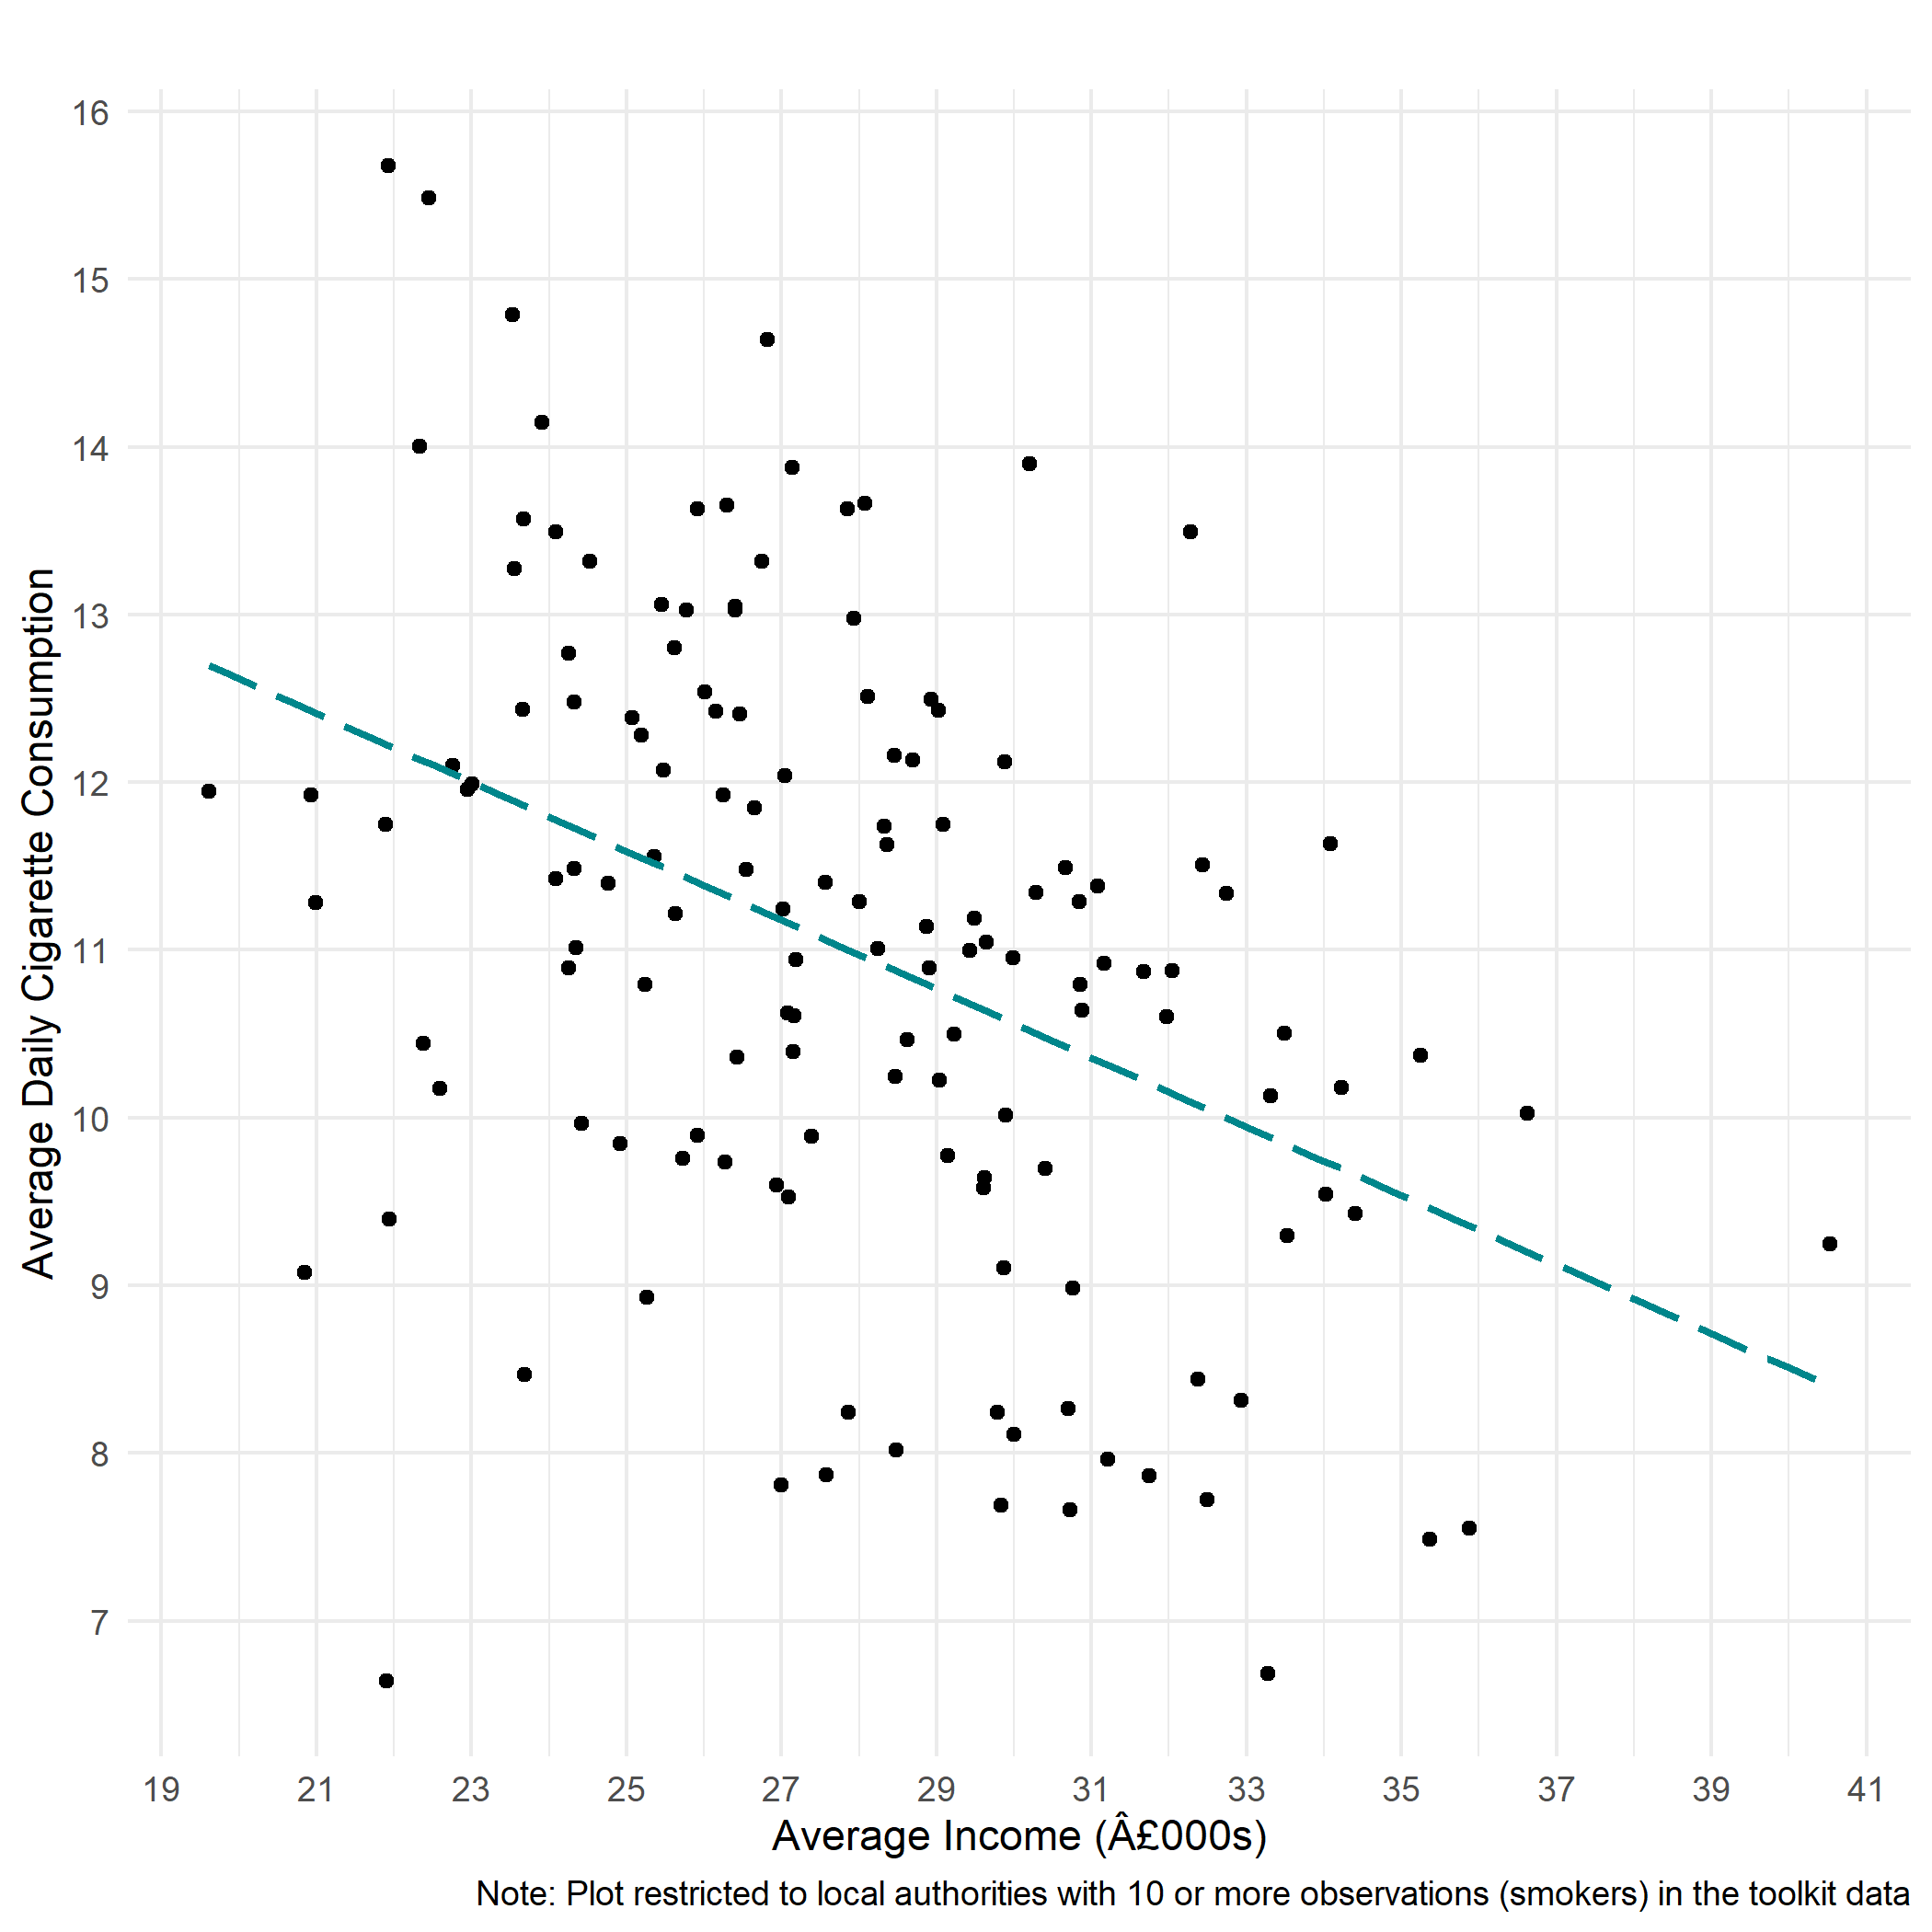 16
15
14
13
12
11
10
9
8
7
Average Daily Cigarette Consumption
19 21 23 25 27 29 31 33 35 37 39 41
Average Income (Â£000s)
Note: Plot restricted to local authorities with 10 or more observations (smokers) in the toolkit data